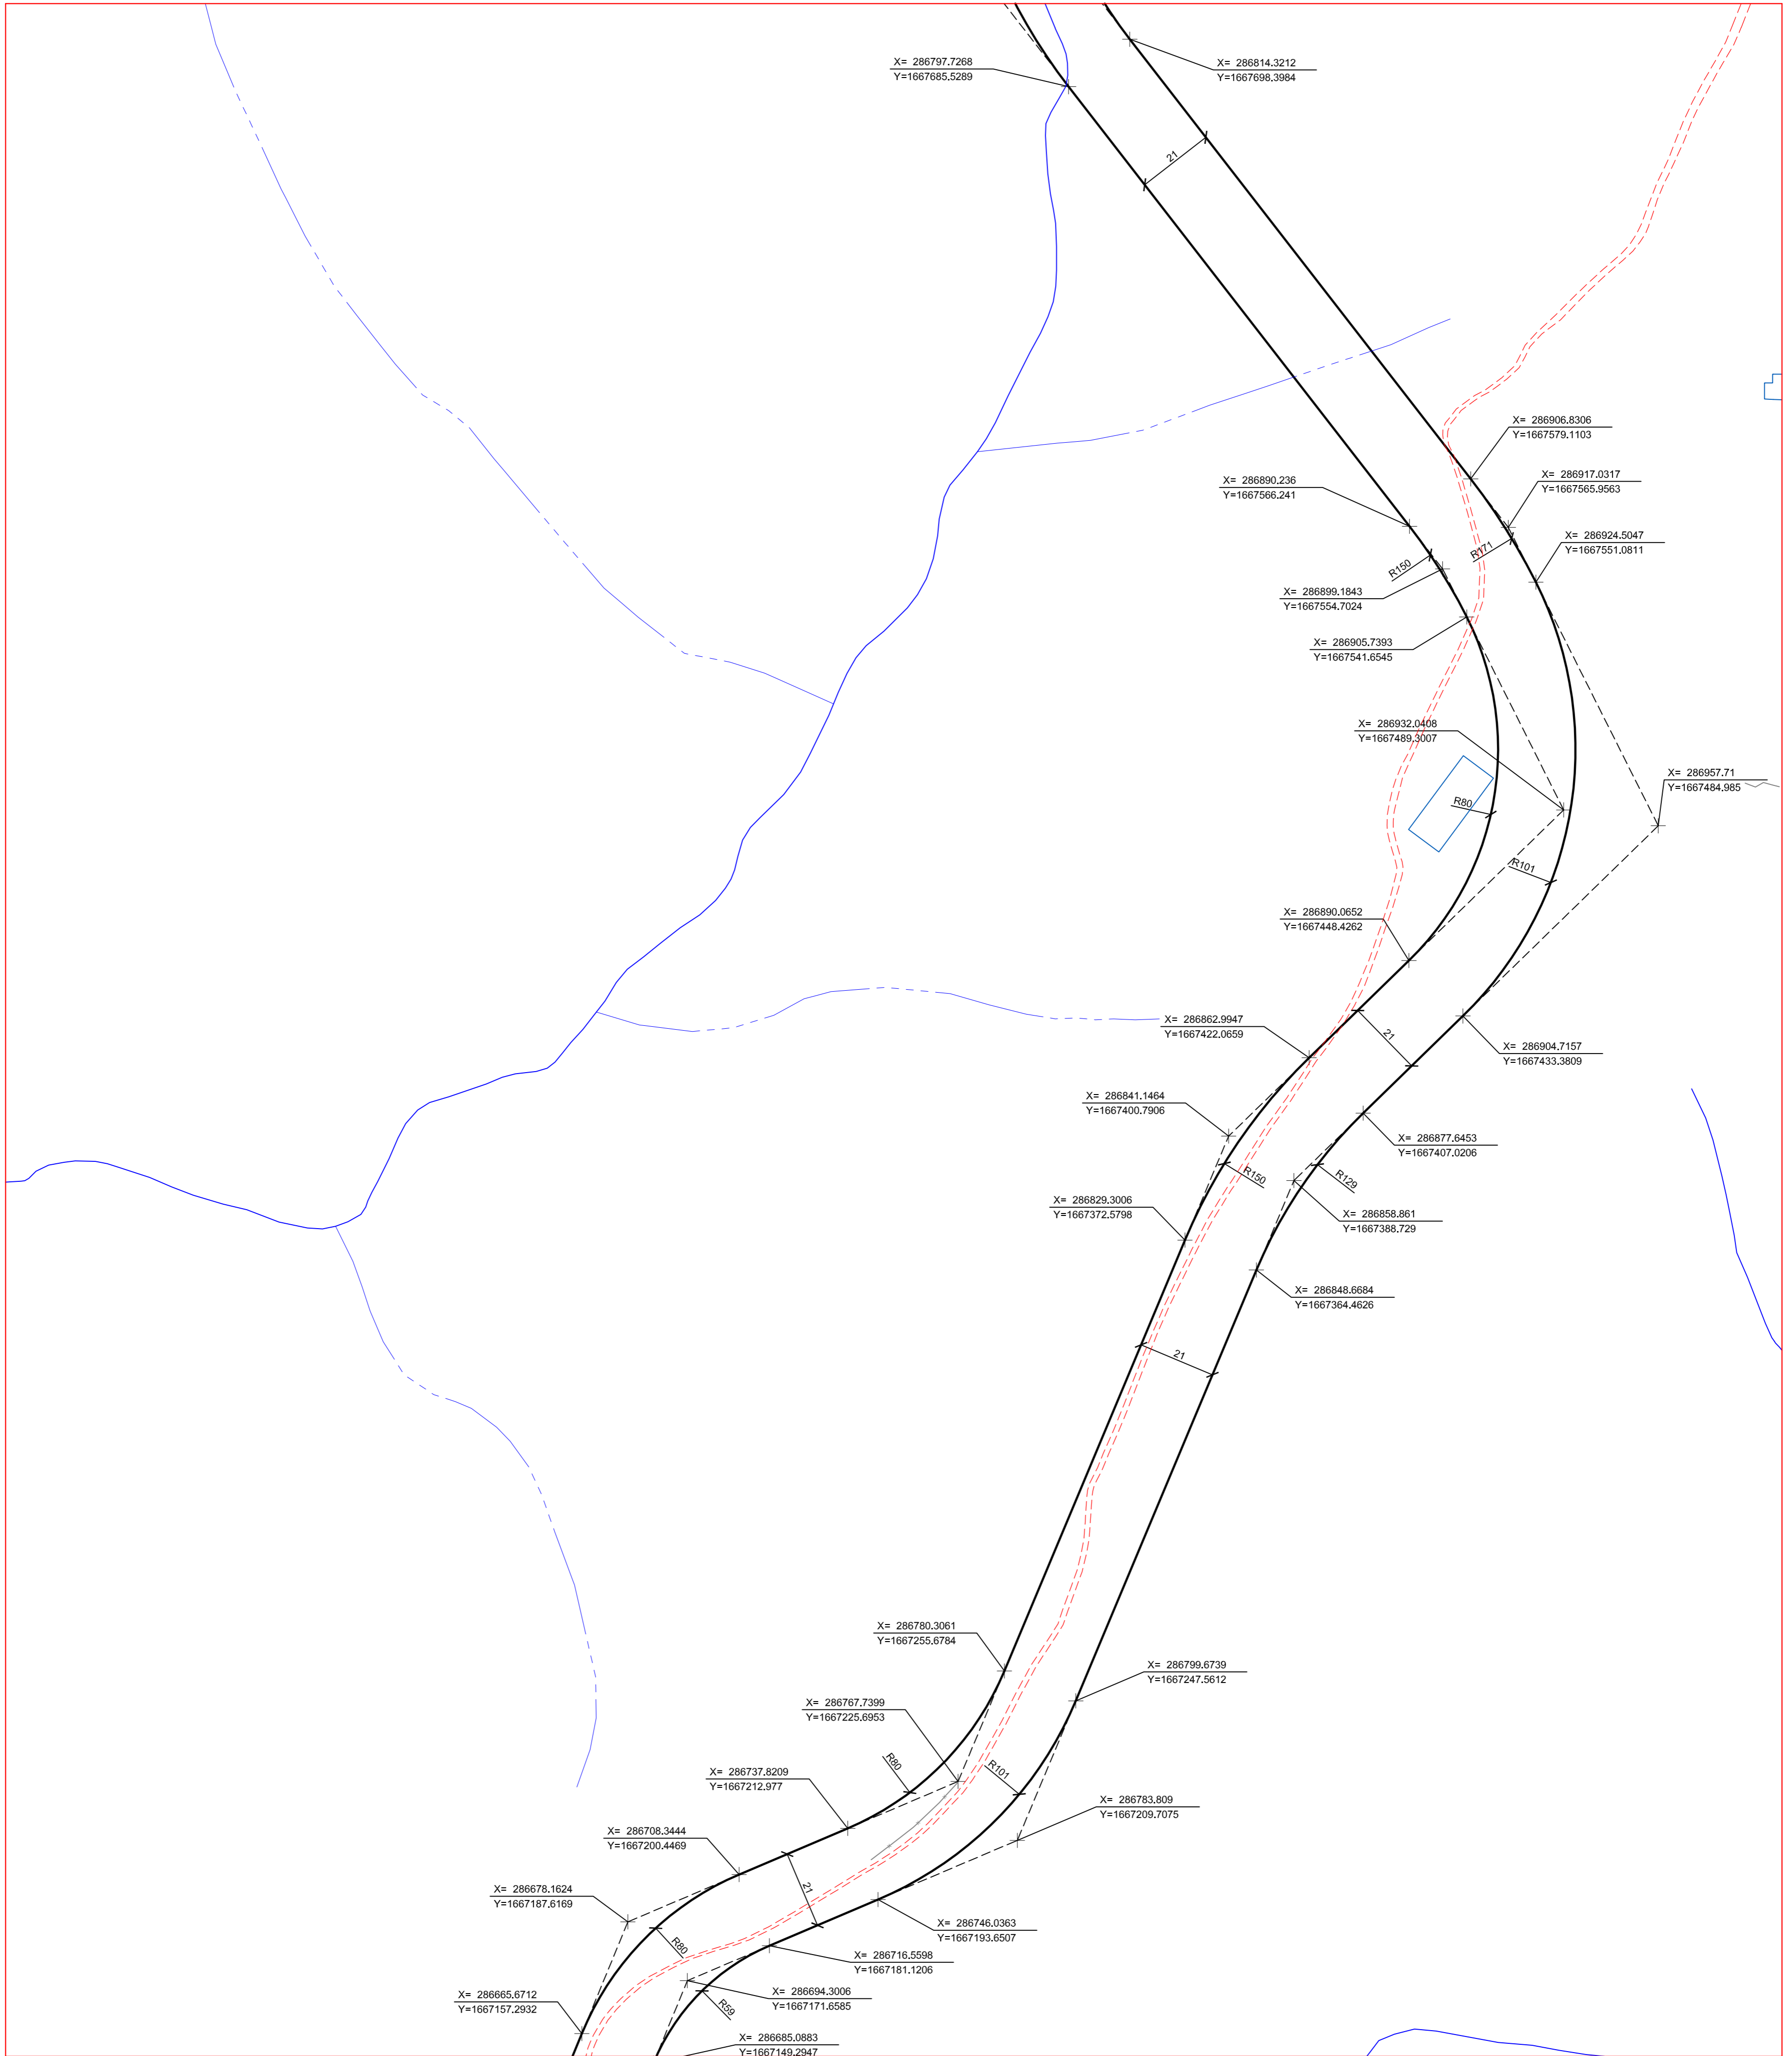 X= 286797.7268
Y=1667685.5289
X= 286814.3212
Y=1667698.3984
21
X= 286906.8306
Y=1667579.1103
X= 286917.0317
Y=1667565.9563
X= 286890.236
Y=1667566.241
X= 286924.5047
Y=1667551.0811
R171
R150
X= 286899.1843
Y=1667554.7024
X= 286905.7393
Y=1667541.6545
X= 286932.0408
Y=1667489.3007
X= 286957.71
Y=1667484.985
R80
R101
X= 286890.0652
Y=1667448.4262
X= 286862.9947
Y=1667422.0659
21
X= 286904.7157
Y=1667433.3809
X= 286841.1464
Y=1667400.7906
X= 286877.6453
Y=1667407.0206
R150
R129
X= 286829.3006
Y=1667372.5798
X= 286858.861
Y=1667388.729
X= 286848.6684
Y=1667364.4626
21
X= 286780.3061
Y=1667255.6784
X= 286799.6739
Y=1667247.5612
X= 286767.7399
Y=1667225.6953
R80
R101
X= 286737.8209
Y=1667212.977
X= 286783.809
Y=1667209.7075
X= 286708.3444
Y=1667200.4469
21
X= 286678.1624
Y=1667187.6169
X= 286746.0363
Y=1667193.6507
R80
X= 286716.5598
Y=1667181.1206
X= 286665.6712
Y=1667157.2932
X= 286694.3006
Y=1667171.6585
R59
X= 286685.0883
Y=1667149.2947